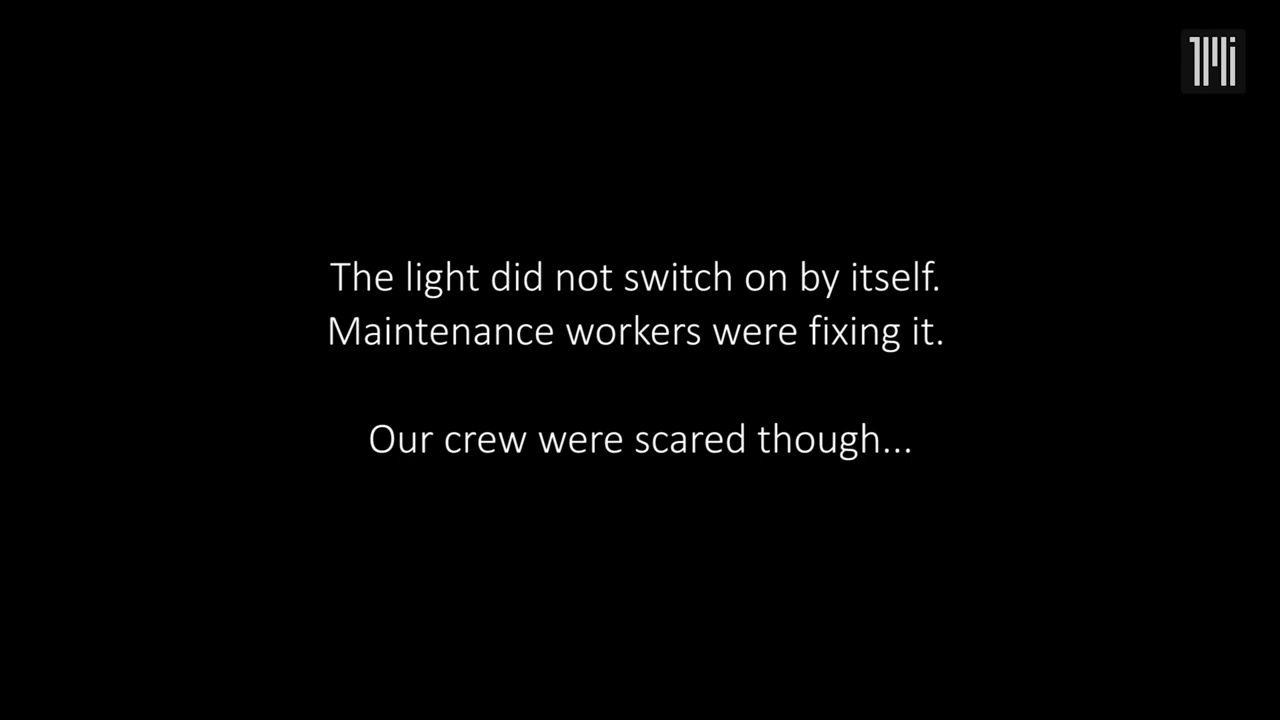 The light did not switch on by itself.
Maintenance workers were fixing it.
Our crew were scared though...